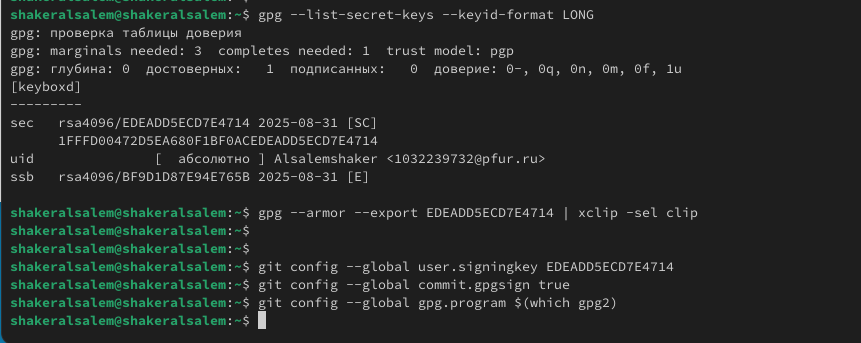 shakeralsalem@shakeralsalem:~$
shakeralsalem@shakeralsalem:~$ gpg --list-secret-keys --keyid-format LONG
gpg: проверка таблицы доверия
gpg: marginals needed: 3  completes needed: 1  trust model: pgp
gpg: глубина: 0  достоверных:   1  подписанных:   0  доверие: 0-, 0q, 0n, 0m, 0f, 1u
[keyboxd]
---------
sec   rsa4096/EDEADD5ECD7E4714 2025-08-31 [SC]
      1FFFD00472D5EA680F1BF0ACEDEADD5ECD7E4714
uid             [  абсолютно ] Alsalemshaker <1032239732@pfur.ru>
ssb   rsa4096/BF9D1D87E94E765B 2025-08-31 [E]
shakeralsalem@shakeralsalem:~$ gpg --armor --export EDEADD5ECD7E4714 | xclip -sel clip
shakeralsalem@shakeralsalem:~$
shakeralsalem@shakeralsalem:~$
shakeralsalem@shakeralsalem:~$ git config --global user.signingkey EDEADD5ECD7E4714
shakeralsalem@shakeralsalem:~$ git config --global commit.gpgsign true
shakeralsalem@shakeralsalem:~$ git config --global gpg.program $(which gpg2)
shakeralsalem@shakeralsalem:~$